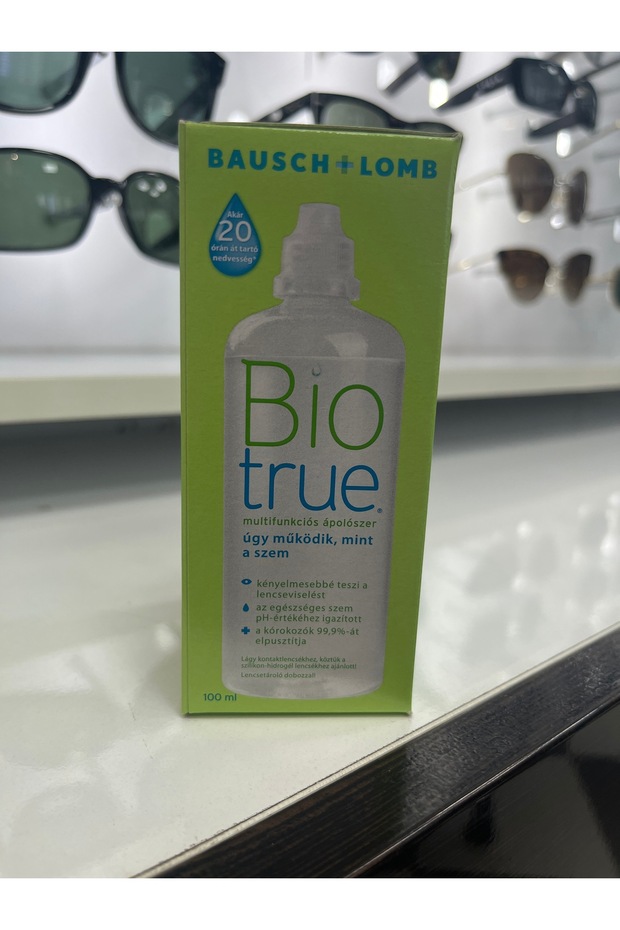 BAUSCH + LOMB
Akár
20
órán át tartó
nedvesség*
Bio
true®
multifunkciós ápolószer
úgy működik, mint
a szem
kényelmesebbé teszi a
lencseviselést
az egészséges szem
pH-értékéhez igazított
a kórokozók 99,9%-át
elpusztítja
Lágy kontaktlencsékhez, köztük a
szilikon-hidrogél lencsékhez ajánlott!
Lencsetároló dobozzal!
100 ml